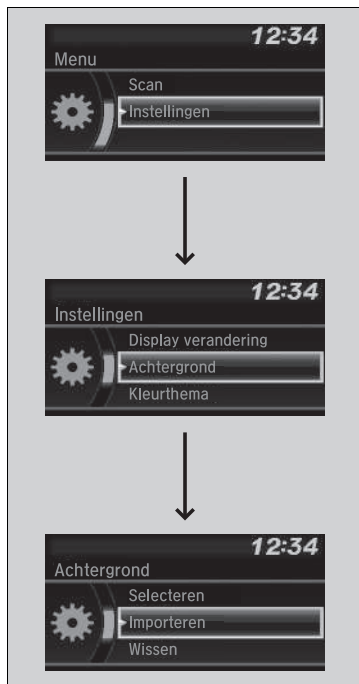 12:34
Menu
Scan
Instellingen
12:34
Instellingen
Display verandering
Achtergrond
Kleurthema
12:34
Achtergrond
Selecteren
Importeren
Wissen